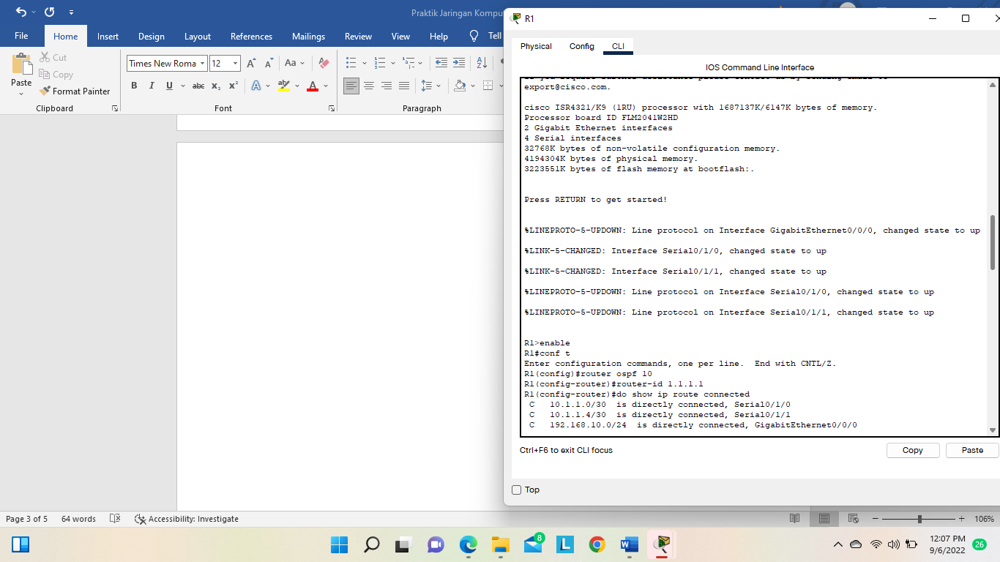 Praktik Jaringan Kompu
File Home Insert Design Layout References Mailings Review View Help Tell
Paste
Cut
Copy
Format Painter
Clipboard
Times New Roma 12
Aa
B I U abc x₂ x² A ab A
Font
Paragraph
R1
Physical Config CLI
IOS Command Line Interface
export@cisco.com.
cisco ISR4321/K9 (1RU) processor with 1687137K/6147K bytes of memory.
Processor board ID FLM2041W2HD
2 Gigabit Ethernet interfaces
4 Serial interfaces
32768K bytes of non-volatile configuration memory.
4194304K bytes of physical memory.
3223551K bytes of flash memory at bootflash:.
Press RETURN to get started!
%LINEPROTO-5-UPDOWN: Line protocol on Interface GigabitEthernet0/0/0, changed state to up
%LINK-5-CHANGED: Interface Serial0/1/0, changed state to up
%LINK-5-CHANGED: Interface Serial0/1/1, changed state to up
%LINEPROTO-5-UPDOWN: Line protocol on Interface Serial0/1/0, changed state to up
%LINEPROTO-5-UPDOWN: Line protocol on Interface Serial0/1/1, changed state to up
R1>enable
R1#conf t
Enter configuration commands, one per line.  End with CNTL/Z.
R1(config)#router ospf 10
R1(config-router)#router-id 1.1.1.1
R1(config-router)#do show ip route connected
C   10.1.1.0/30  is directly connected, Serial0/1/0
C   10.1.1.4/30  is directly connected, Serial0/1/1
C   192.168.10.0/24  is directly connected, GigabitEthernet0/0/0
Ctrl+F6 to exit CLI focus
Copy Paste
Top
Page 3 of 5 64 words Accessibility: Investigate
106%
8
12:07 PM
9/6/2022
26